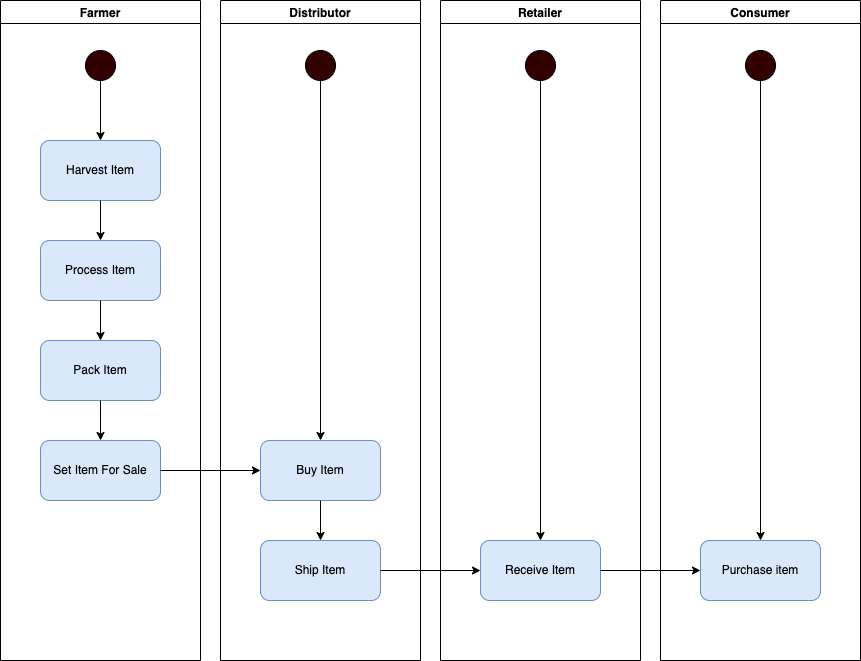 Farmer
Distributor
Retailer
Consumer
Harvest Item
Process Item
Pack Item
Set Item For Sale
Buy Item
Ship Item
Receive Item
Purchase item